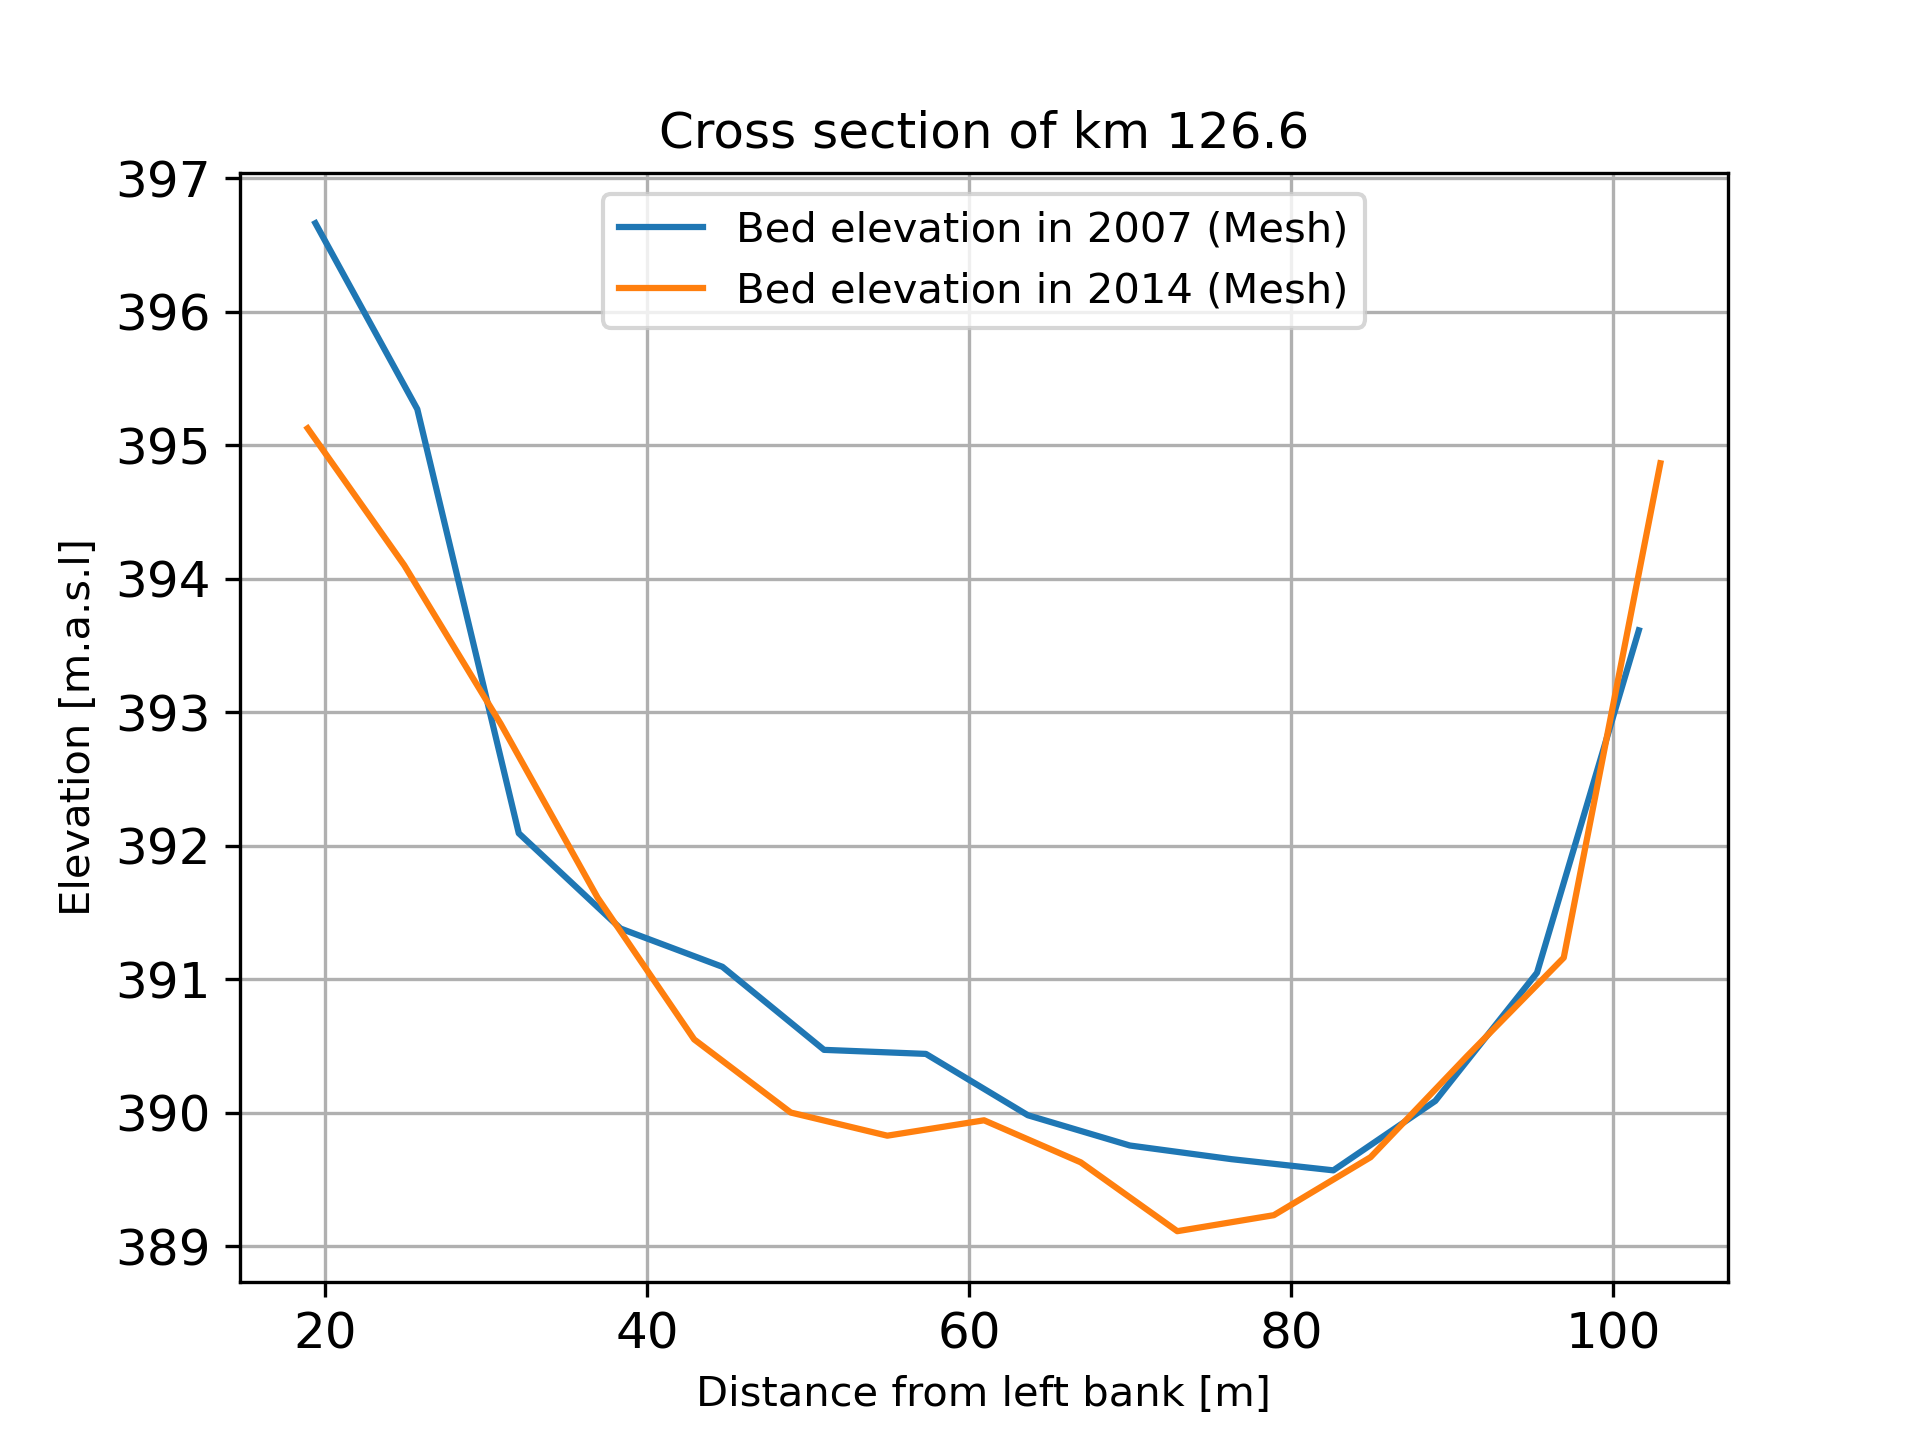 Cross section of km 126.6
Bed elevation in 2007 (Mesh)
Bed elevation in 2014 (Mesh)
397
396
395
394
393
392
391
390
389
Elevation [m.a.s.l]
20 40 60 80 100
Distance from left bank [m]